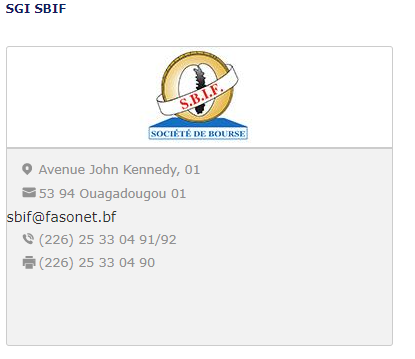 SGI SBIF
S.B.I.F.
SOCIÉTÉ DE BOURSE
Avenue John Kennedy, 01
53 94 Ouagadougou 01
sbif@fasonet.bf
(226) 25 33 04 91/92
(226) 25 33 04 90